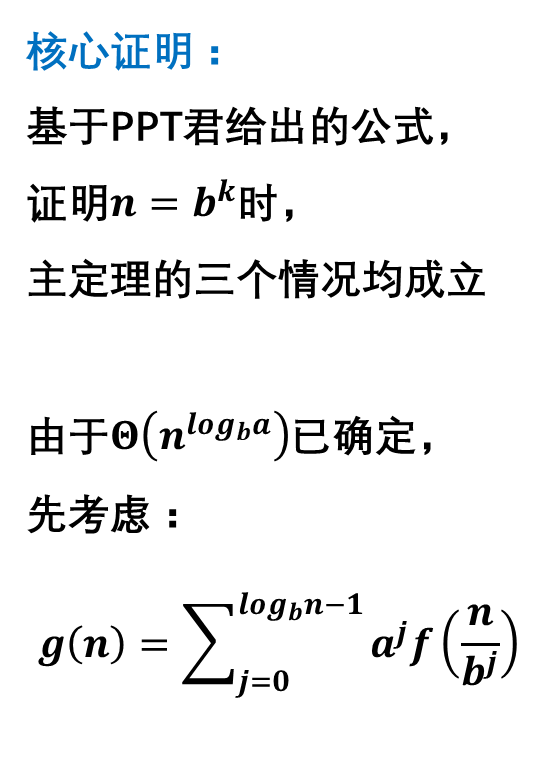 核心证明：
基于PPT君给出的公式，
证明n = b^k时，
主定理的三个情况均成立
由于Θ(n^{log_b a})已确定，
先考虑：
g(n) = ∑_{j=0}^{log_b n−1} a^j f(n/b^j)